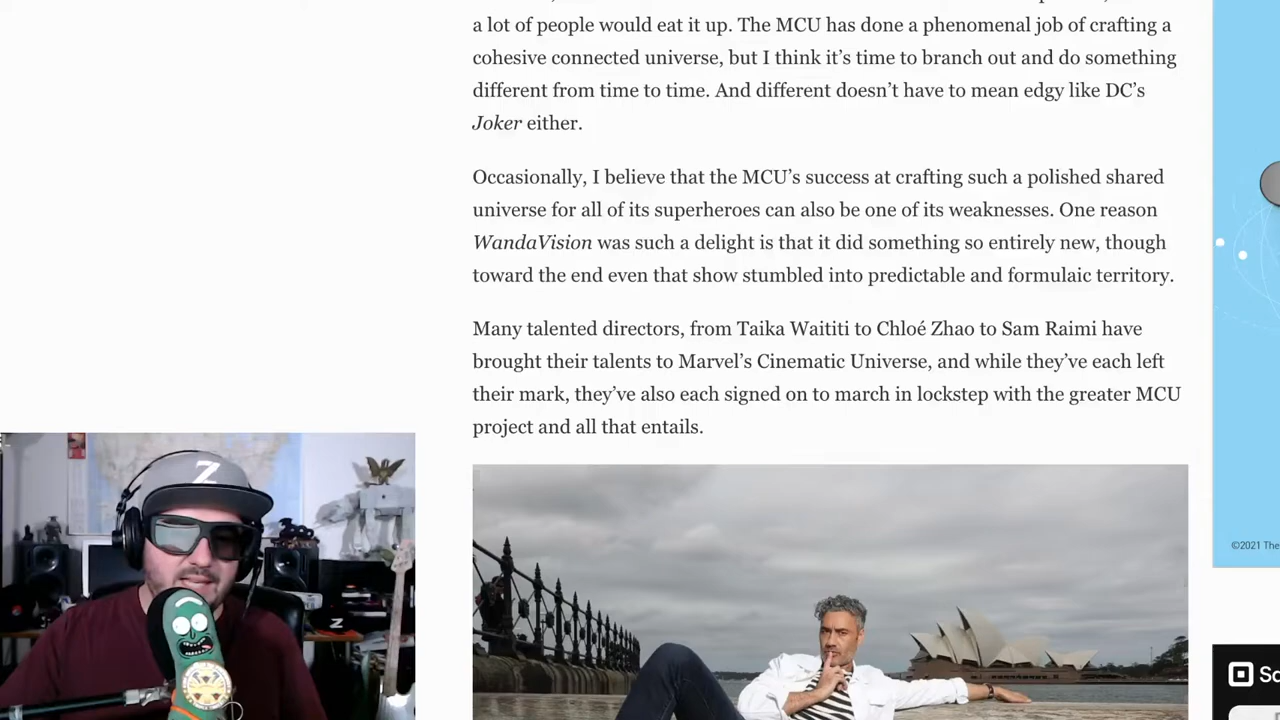 a lot of people would eat it up. The MCU has done a phenomenal job of crafting a
cohesive connected universe, but I think it’s time to branch out and do something
different from time to time. And different doesn’t have to mean edgy like DC’s
Joker either.
Occasionally, I believe that the MCU’s success at crafting such a polished shared
universe for all of its superheroes can also be one of its weaknesses. One reason
WandaVision was such a delight is that it did something so entirely new, though
toward the end even that show stumbled into predictable and formulaic territory.
Many talented directors, from Taika Waititi to Chloé Zhao to Sam Raimi have
brought their talents to Marvel’s Cinematic Universe, and while they’ve each left
their mark, they’ve also each signed on to march in lockstep with the greater MCU
project and all that entails.
©2021 The
Z
Z